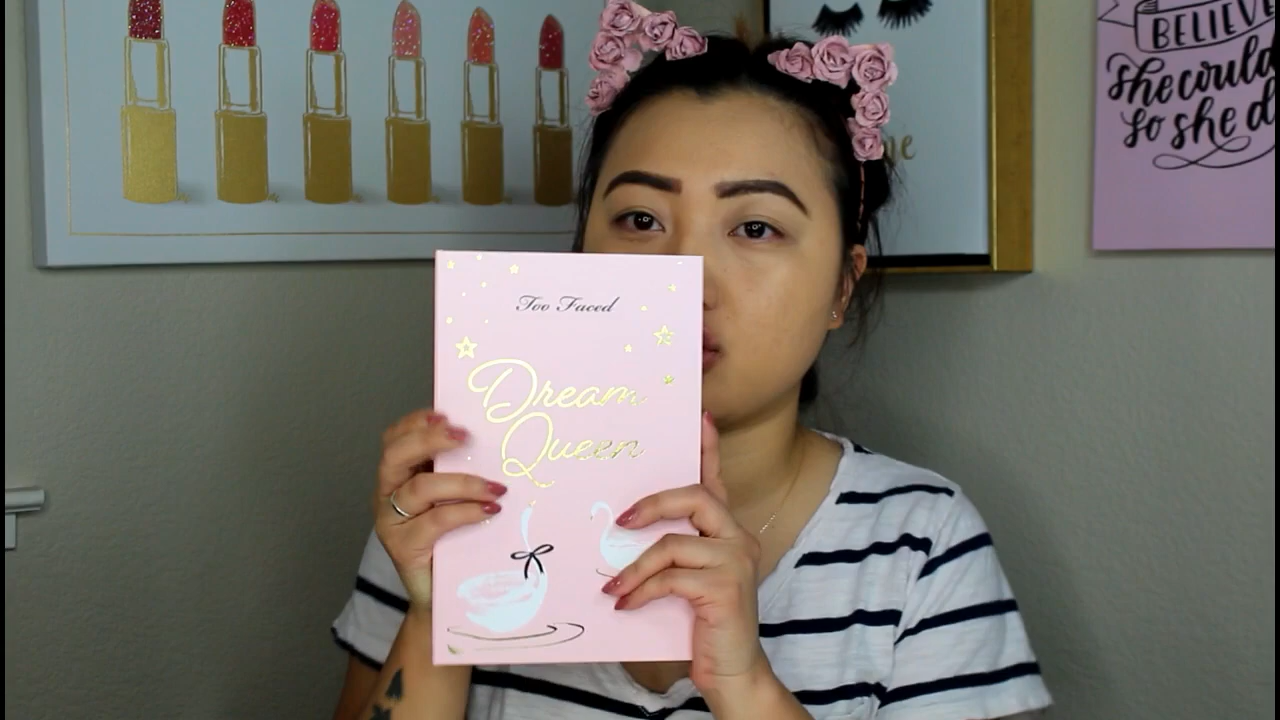 Too Faced
Dream
Queen
BELIEVE
she could
so she d